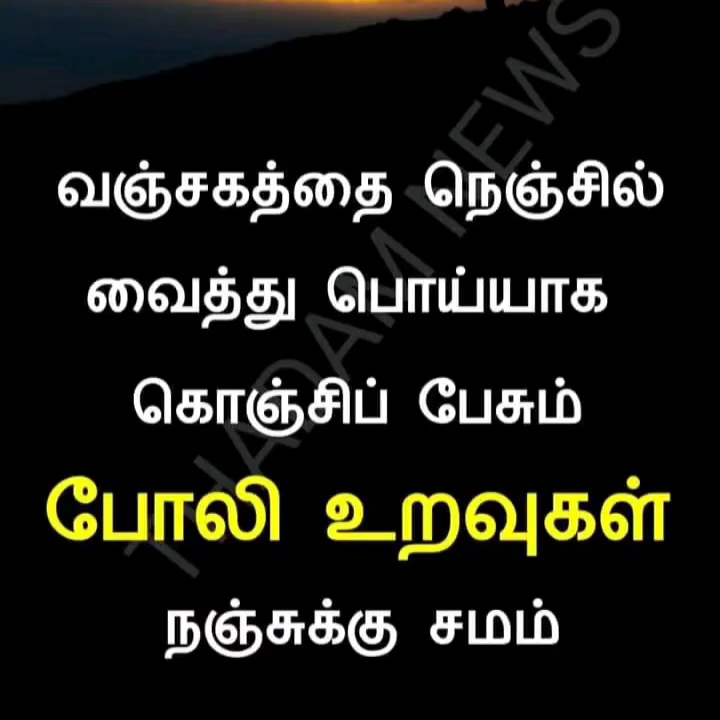 வஞ்சகத்தை நெஞ்சில்
வைத்து பொய்யாக
கொஞ்சிப் பேசும்
போலி உறவுகள்
நஞ்சுக்கு சமம்
THADAM NEWS